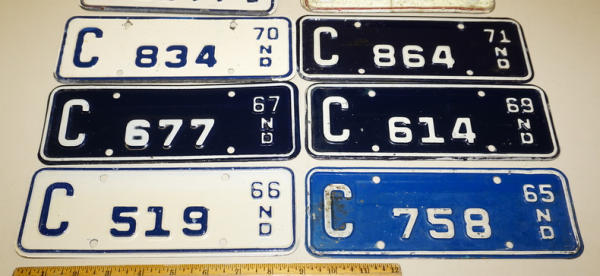 C 834 70 ND
C 864 71 ND
C 677 67 ND
C 614 69 ND
C 519 66 ND
C 758 65 ND